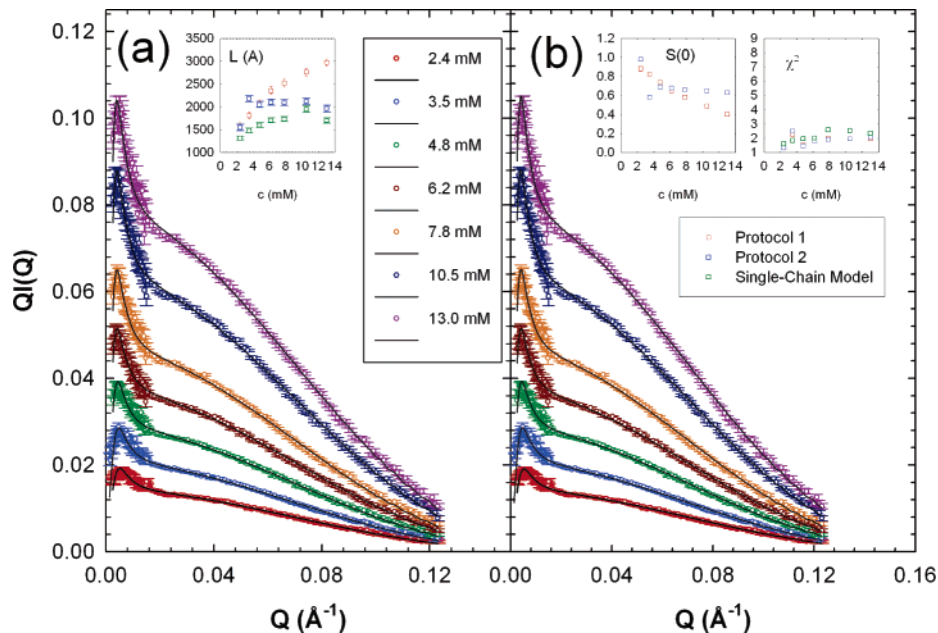 (a)
L (A)
3500
3000
2500
2000
1500
1000
0 2 4 6 8 10 12 14
c (mM)
2.4 mM
3.5 mM
4.8 mM
6.2 mM
7.8 mM
10.5 mM
13.0 mM
(b)
S(0)
1.2
1.0
0.8
0.6
0.4
0.2
0.0
0 2 4 6 8 10 12 14
c (mM)
χ²
9
8
7
6
5
4
3
2
1
0 2 4 6 8 10 12 14
c (mM)
Protocol 1
Protocol 2
Single-Chain Model
QI(Q)
0.12
0.10
0.08
0.06
0.04
0.02
0.00
0.00 0.04 0.08 0.12 0.00 0.04 0.08 0.12 0.16
Q (Å⁻¹) Q (Å⁻¹)